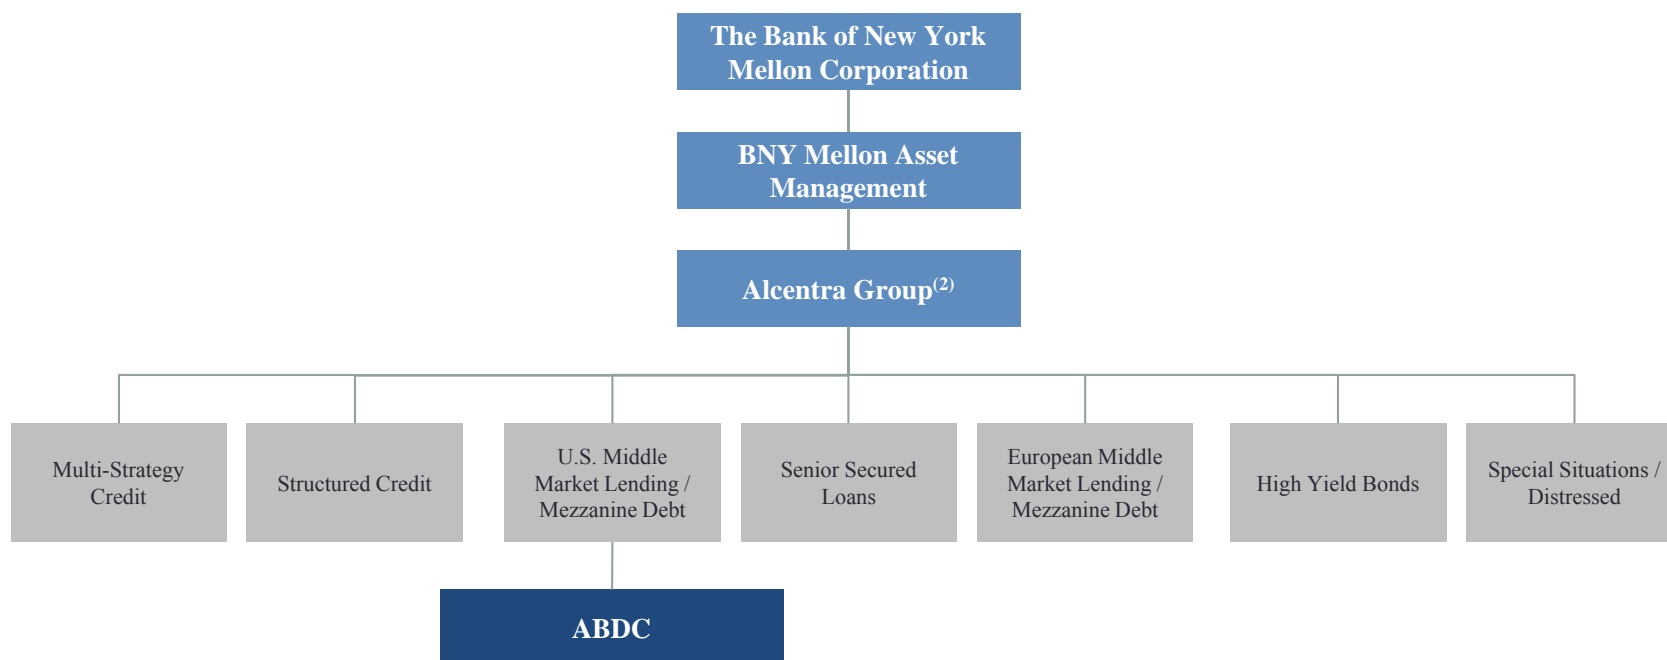 The Bank of New York
Mellon Corporation
BNY Mellon Asset
Management
Alcentra Group(2)
Multi-Strategy
Credit
Structured Credit
U.S. Middle
Market Lending /
Mezzanine Debt
Senior Secured
Loans
European Middle
Market Lending /
Mezzanine Debt
High Yield Bonds
Special Situations /
Distressed
ABDC